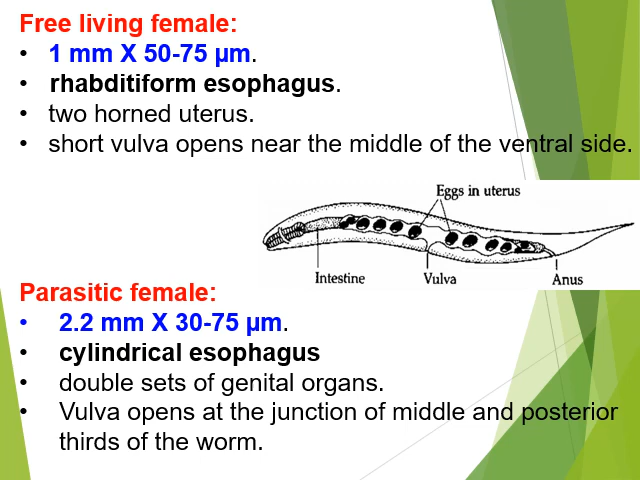 Free living female:
• 1 mm X 50-75 µm.
• rhabditiform esophagus.
• two horned uterus.
• short vulva opens near the middle of the ventral side.
Eggs in uterus
Intestine
Vulva
Anus
Parasitic female:
• 2.2 mm X 30-75 µm.
• cylindrical esophagus
• double sets of genital organs.
• Vulva opens at the junction of middle and posterior
thirds of the worm.